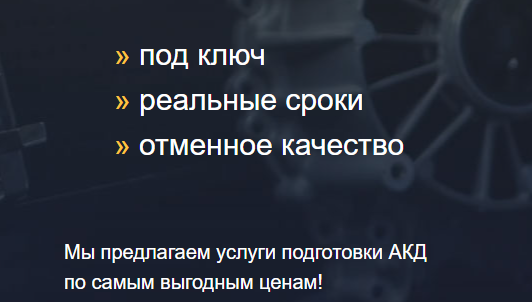 » под ключ
» реальные сроки
» отменное качество
Мы предлагаем услуги подготовки АКД
по самым выгодным ценам!